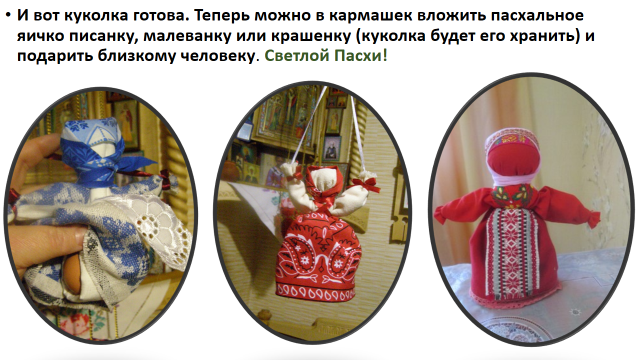 • И вот куколка готова. Теперь можно в кармашек вложить пасхальное
яичко писанку, малеванку или крашенку (куколка будет его хранить) и
подарить близкому человеку. Светлой Пасхи!